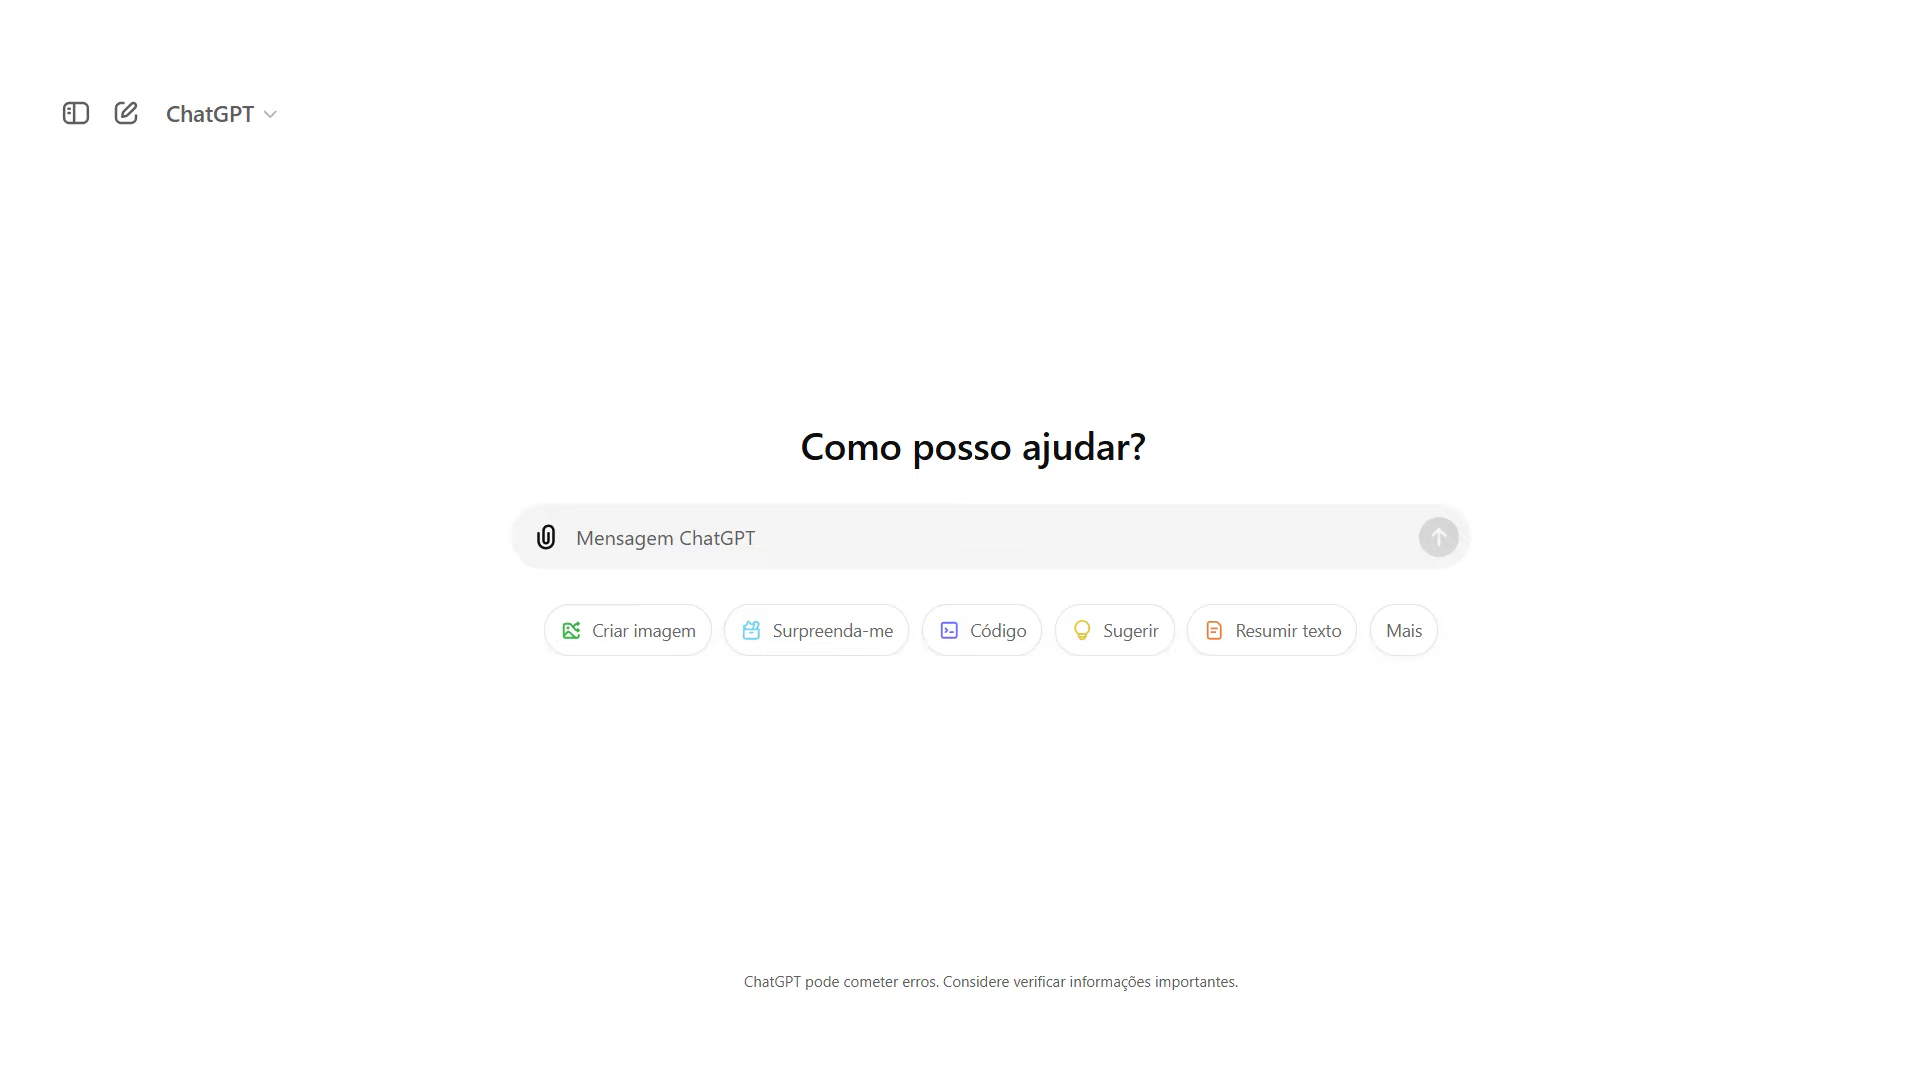 ChatGPT
Como posso ajudar?
Mensagem ChatGPT
Criar imagem
Surpreenda-me
Código
Sugerir
Resumir texto
Mais
ChatGPT pode cometer erros. Considere verificar informações importantes.